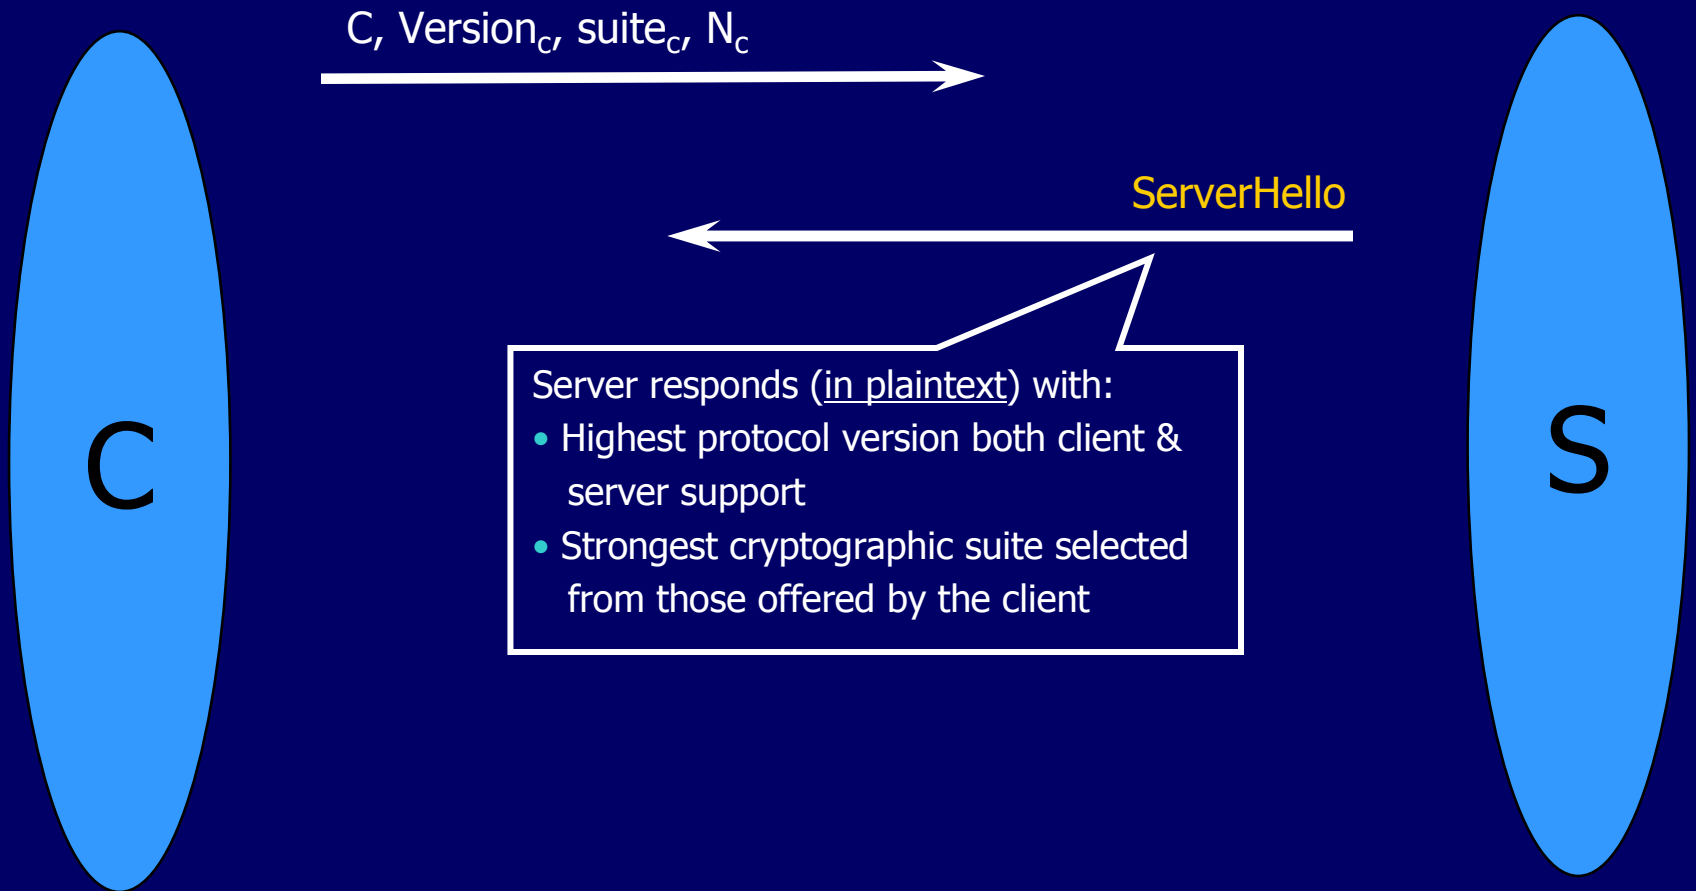 C, Versionc, suitec, Nc
ServerHello
Server responds (in plaintext) with:
• Highest protocol version both client &
server support
• Strongest cryptographic suite selected
from those offered by the client
C
S